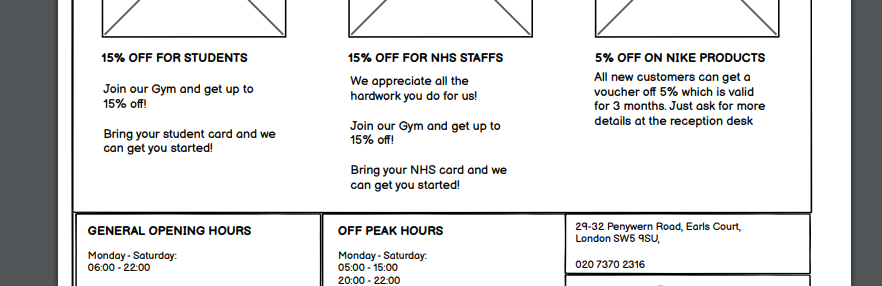 15% OFF FOR STUDENTS
Join our Gym and get up to
15% off!
Bring your student card and we
can get you started!
15% OFF FOR NHS STAFFS
We appreciate all the
hardwork you do for us!
Join our Gym and get up to
15% off!
Bring your NHS card and we
can get you started!
5% OFF ON NIKE PRODUCTS
All new customers can get a
voucher off 5% which is valid
for 3 months. Just ask for more
details at the reception desk
GENERAL OPENING HOURS
Monday - Saturday:
06:00 - 22:00
OFF PEAK HOURS
Monday - Saturday:
05:00 - 15:00
20:00 - 22:00
29-32 Penywern Road, Earls Court,
London SW5 9SU,
020 7370 2316